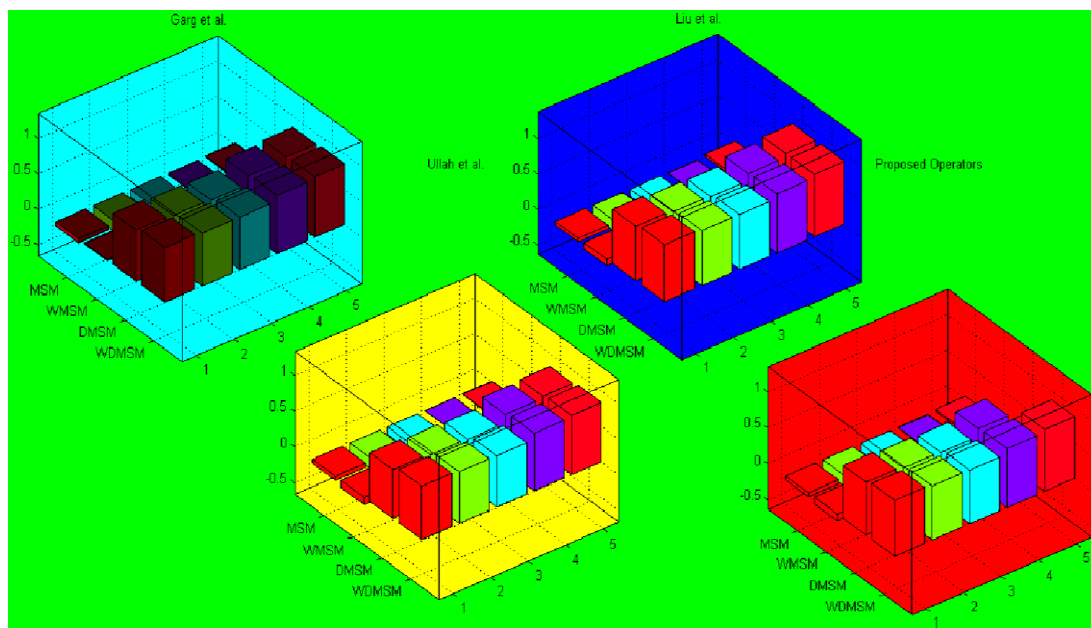 Garg et al.
1
0.5
0
-0.5
MSM
WMSM
DMSM
WDMSM
1
2
3
4
5
Liu et al.
1
0.5
0
-0.5
MSM
WMSM
DMSM
WDMSM
1
2
3
4
5
Ullah et al.
1
0.5
0
-0.5
MSM
WMSM
DMSM
WDMSM
1
2
3
4
5
Proposed Operators
1
0.5
0
-0.5
MSM
WMSM
DMSM
WDMSM
1
2
3
4
5